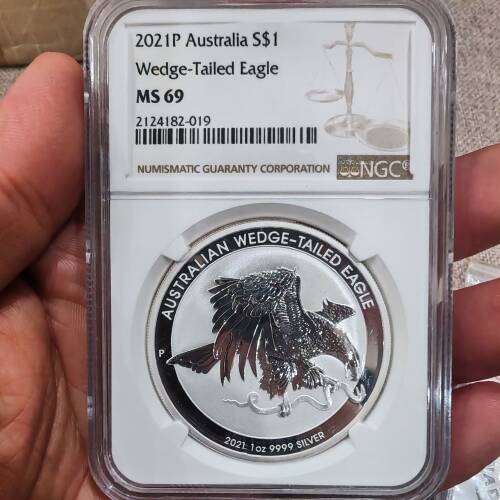 2021P Australia S$1
Wedge-Tailed Eagle
MS 69
2124182-019
NUMISMATIC GUARANTY CORPORATION
NGC
AUSTRALIAN WEDGE-TAILED EAGLE
P
2021 1oz 9999 SILVER